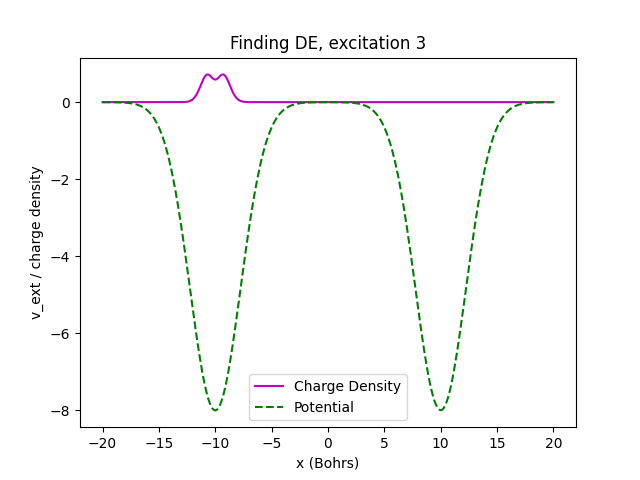 Finding DE, excitation 3
v_ext / charge density
0
−2
−4
−6
−8
Charge Density
Potential
−20 −15 −10 −5 0 5 10 15 20
x (Bohrs)